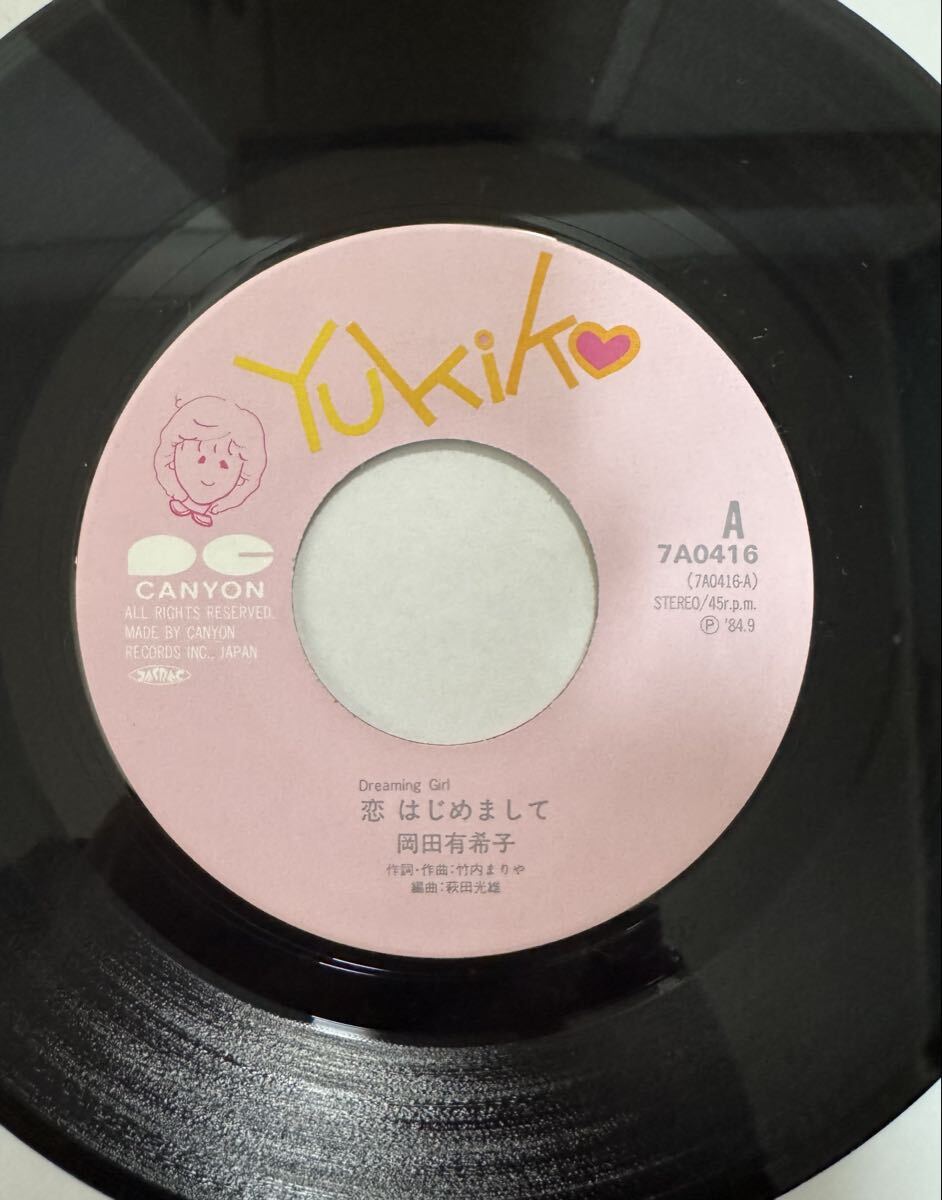 Yukiko
CANYON
ALL RIGHTS RESERVED.
MADE BY CANYON
RECORDS INC., JAPAN
JASRAC
A
7A0416
(7A0416-A)
STEREO/45r.p.m.
Ⓟ '84.9
Dreaming Girl
恋 はじめまして
岡田有希子
作詞・作曲:竹内まりや
編曲:萩田光雄